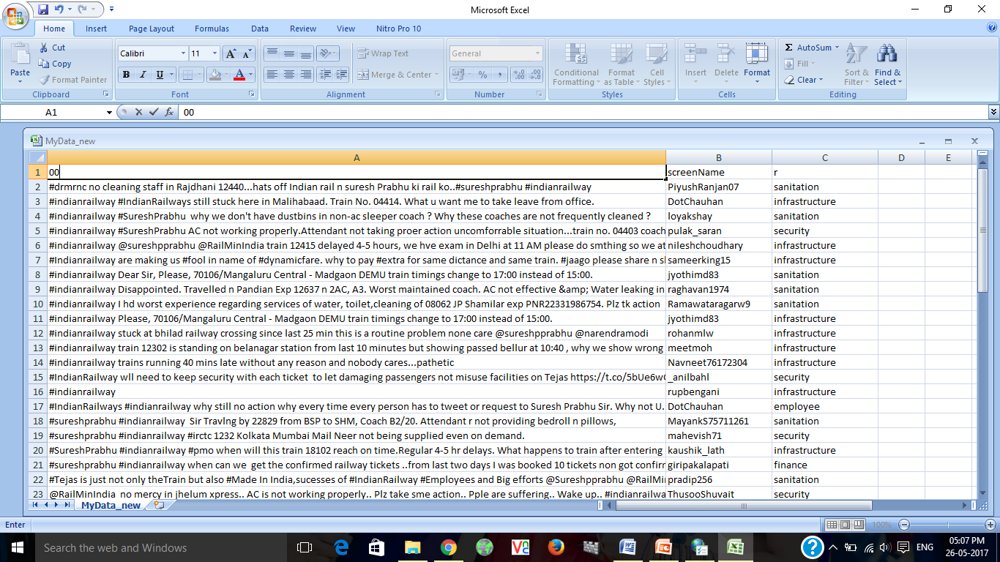 Microsoft Excel
Home Insert Page Layout Formulas Data Review View Nitro Pro 10
Paste
Cut
Copy
Format Painter
Clipboard
Calibri 11
B I U
Font
Wrap Text
Merge & Center
Alignment
General
%
Number
Conditional Formatting
Format as Table
Cell Styles
Styles
Insert Delete Format
Cells
AutoSum
Fill
Clear
Sort & Filter
Find & Select
Editing
A1 fx 00
MyData_new
A B C D E
1 00 screenName r
2 #drmrnc no cleaning staff in Rajdhani 12440...hats off Indian rail n suresh Prabhu ki rail ko..#sureshprabhu #indianrailway PiyushRanjan07 sanitation
3 #indianrailway #IndianRailways still stuck here in Malihabaad. Train No. 04414. What u want me to take leave from office. DotChauhan infrastructure
4 #indianrailway #SureshPrabhu why we don't have dustbins in non-ac sleeper coach ? Why these coaches are not frequently cleaned ? loyakshay sanitation
5 #indianrailway #SureshPrabhu AC not working properly.Attendant not taking proer action uncomforrable situation...train no. 04403 coach pulak_saran security
6 #indianrailway @sureshpprabhu @RailMinIndia train 12415 delayed 4-5 hours, we hve exam in Delhi at 11 AM please do smthing so we at nileshchoudhary infrastructure
7 #Indianrailway are making us #fool in name of #dynamicfare. why to pay #extra for same dictance and same train. #jaago please share n sl sameerking15 infrastructure
8 #indianrailway Dear Sir, Please, 70106/Mangaluru Central - Madgaon DEMU train timings change to 17:00 instead of 15:00. jyothimd83 sanitation
9 #indianrailway Disappointed. Travelled n Pandian Exp 12637 n 2AC, A3. Worst maintained coach. AC not effective &amp; Water leaking in raghavan1974 sanitation
10 #indianrailway I hd worst experience regarding services of water, toilet,cleaning of 08062 JP Shamilar exp PNR22331986754. Plz tk action Ramawataragarw9 sanitation
11 #indianrailway Please, 70106/Mangaluru Central - Madgaon DEMU train timings change to 17:00 instead of 15:00. jyothimd83 infrastructure
12 #indianrailway stuck at bhilad railway crossing since last 25 min this is a routine problem none care @sureshpprabhu @narendramodi rohanmlw infrastructure
13 #indianrailway train 12302 is standing on belanagar station from last 10 minutes but showing passed bellur at 10:40 , why we show wrong meetmoh infrastructure
14 #indianrailway trains running 40 mins late without any reason and nobody cares...pathetic Navneet76172304 infrastructure
15 #IndianRailway wll need to keep security with each ticket to let damaging passengers not misuse facilities on Tejas https://t.co/5bUe6w _anilbahl security
16 #indianrailway rupbengani infrastructure
17 #IndianRailways #indianrailway why still no action why every time every person has to tweet or request to Suresh Prabhu Sir. Why not U. DotChauhan employee
18 #sureshprabhu #indianrailway Sir Travlng by 22829 from BSP to SHM, Coach B2/20. Attendant r not providing bedroll n pillows, MayankS75711261 sanitation
19 #sureshprabhu #indianrailway #irctc 1232 Kolkata Mumbai Mail Neer not being supplied even on demand. mahevish71 security
20 #SureshPrabhu #indianrailway #pmo when will this train 18102 reach on time.Regular 4-5 hr delays. What happens to train after entering kaushik_lath infrastructure
21 #sureshprabhu #indianrailway when can we get the confirmed railway tickets ..from last two days I was booked 10 tickets non got confirr giripakalapati finance
22 #Tejas is just not only theTrain but also #Made In India,sucesses of #IndianRailway #Employees and Big efforts @Sureshpprabhu @RailMi pradip256 sanitation
23 @RailMinIndia no mercy in jhelum xpress.. AC is not working properly.. Plz take sme action.. Pple are suffering.. Wake up.. #indianrailwa ThusooShuvait security
MyData_new
Enter 100%
Search the web and Windows
ENG
05:07 PM
26-05-2017